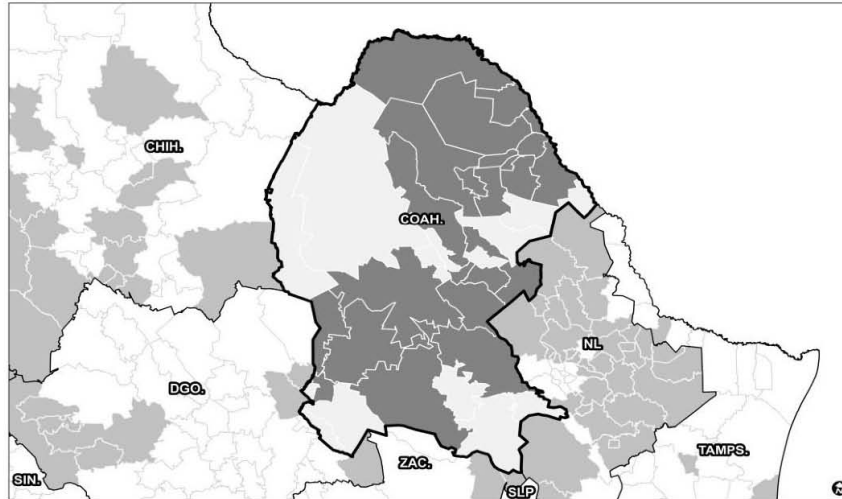 CHIH.
COAH.
NL
DGO.
TAMPS.
ZAC.
SIN.
SLP